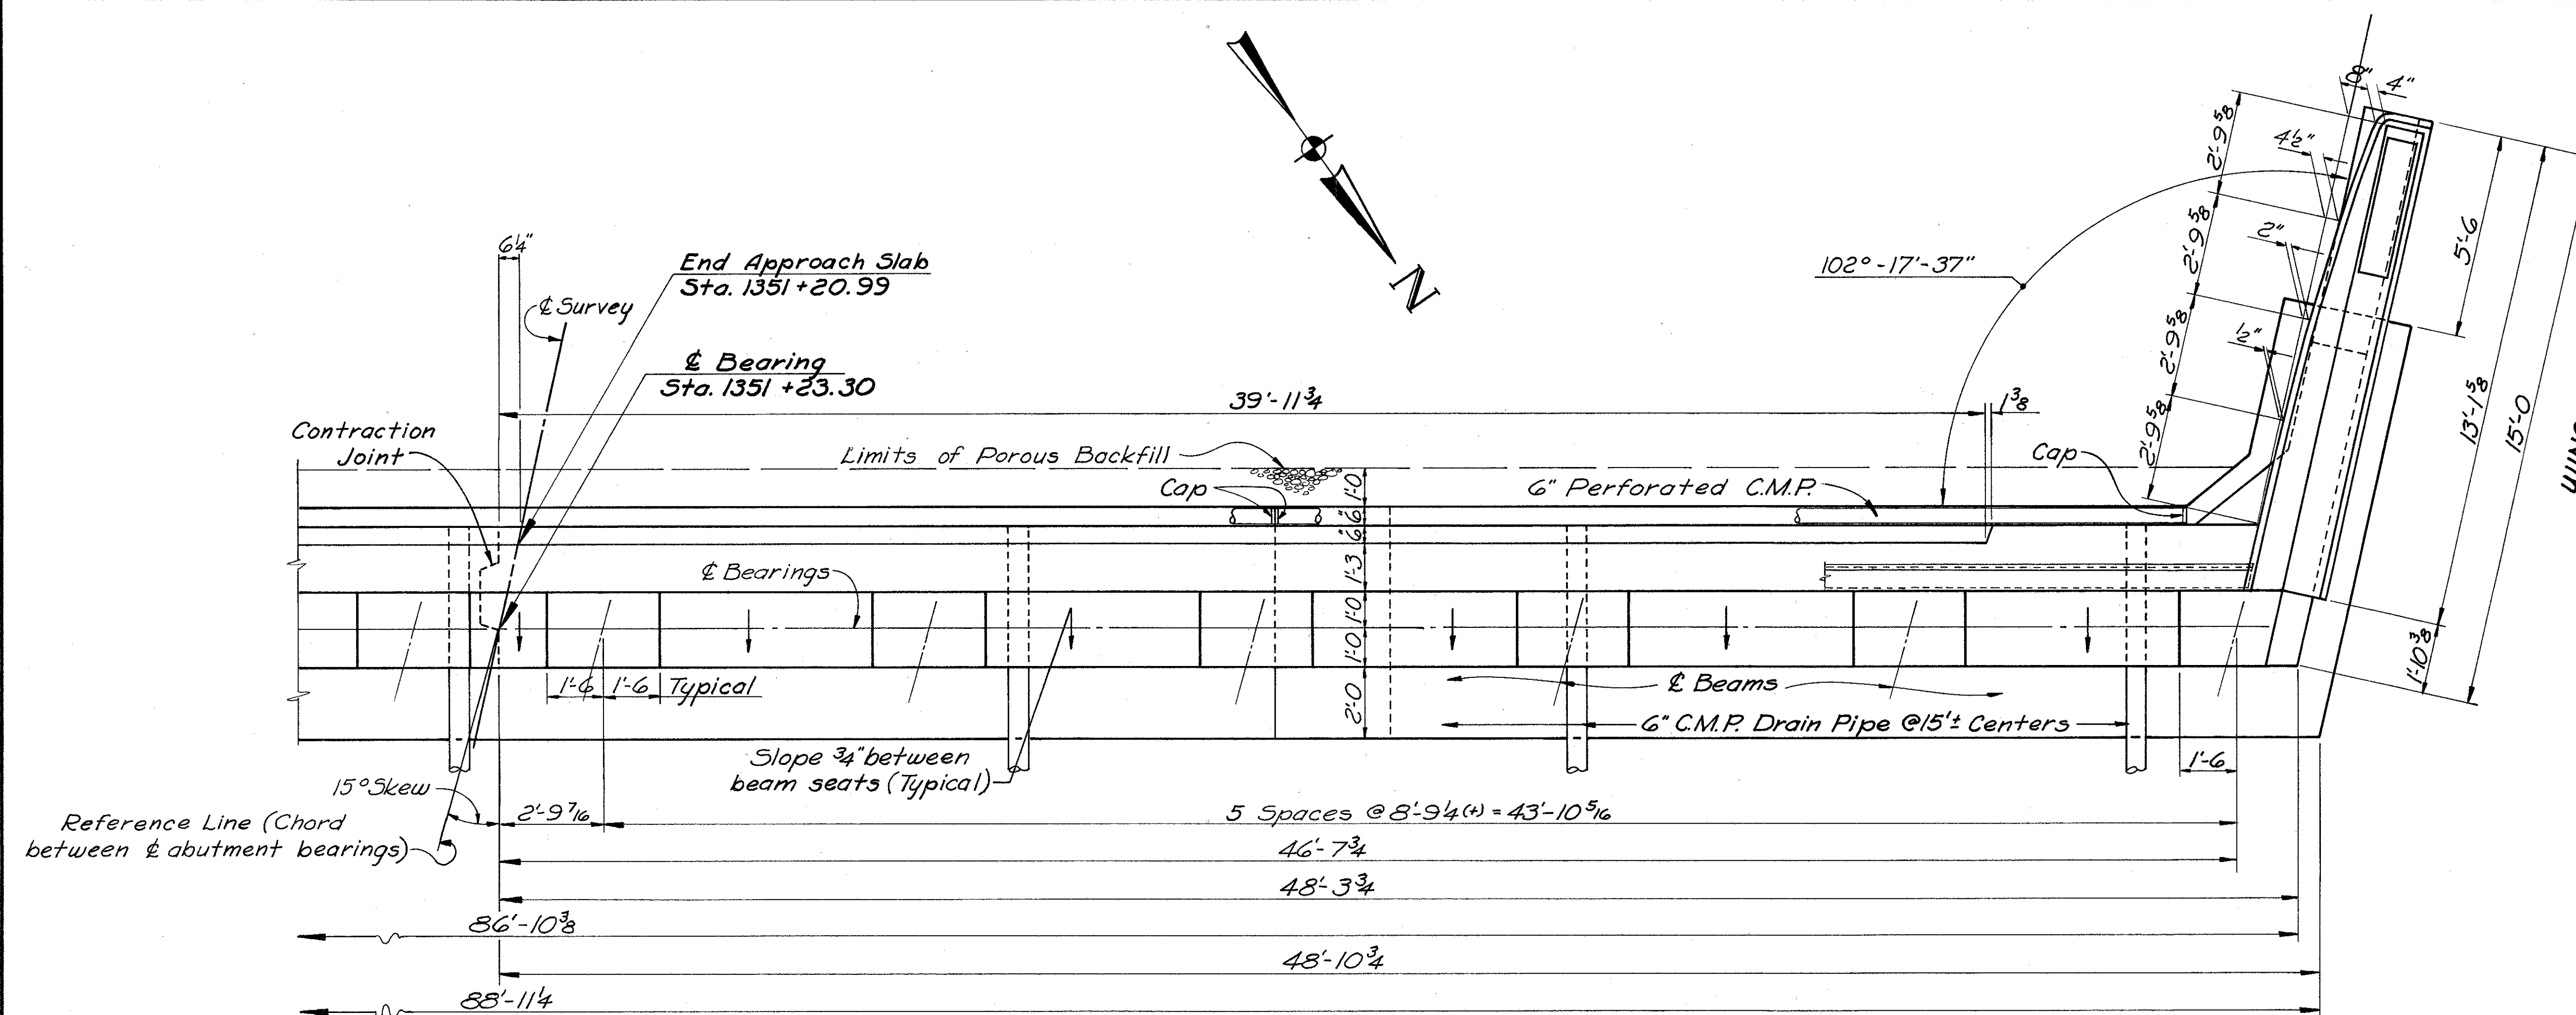 10"
4"
2'-9⅝
4½"
6¼"
End Approach Slab
Sta. 1351 +20.99
℄ Survey
2'-9⅝
2"
5'-6
102°-17'-37"
N
℄ Bearing
Sta. 1351 +23.30
2'-9⅝
½"
39'-11¾
1⅜
13'-1⅝
15'-0
Contraction
Joint
Limits of Porous Backfill
Cap
2'-9⅝
Cap
6" Perforated C.M.P.
1'-0
6"
6"
1'-3
℄ Bearings
1'-0
1'-0
1'-10⅜
1'-6 1'-6 Typical
2'-0
℄ Beams
6" C.M.P. Drain Pipe @15'± Centers
Slope ¾" between
beam seats (Typical)
1'-6
15° Skew
2'-9 7/16
5 Spaces @ 8'-9¼(+) = 43'-10 5/16
Reference Line (Chord
between ℄ abutment bearings)
46'-7¾
48'-3¾
86'-10⅜
48'-10¾
88'-11¼